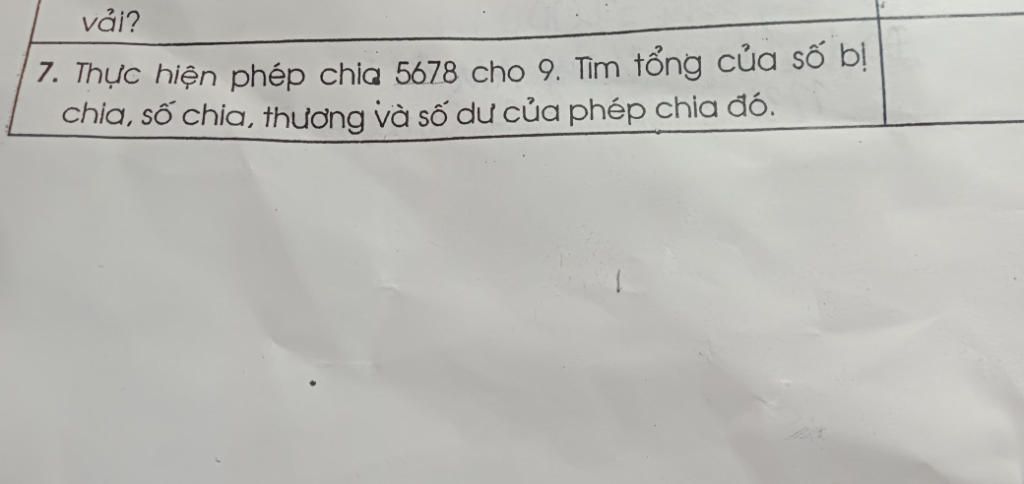 vải?
7. Thực hiện phép chia 5678 cho 9. Tìm tổng của số bị
chia, số chia, thương và số dư của phép chia đó.